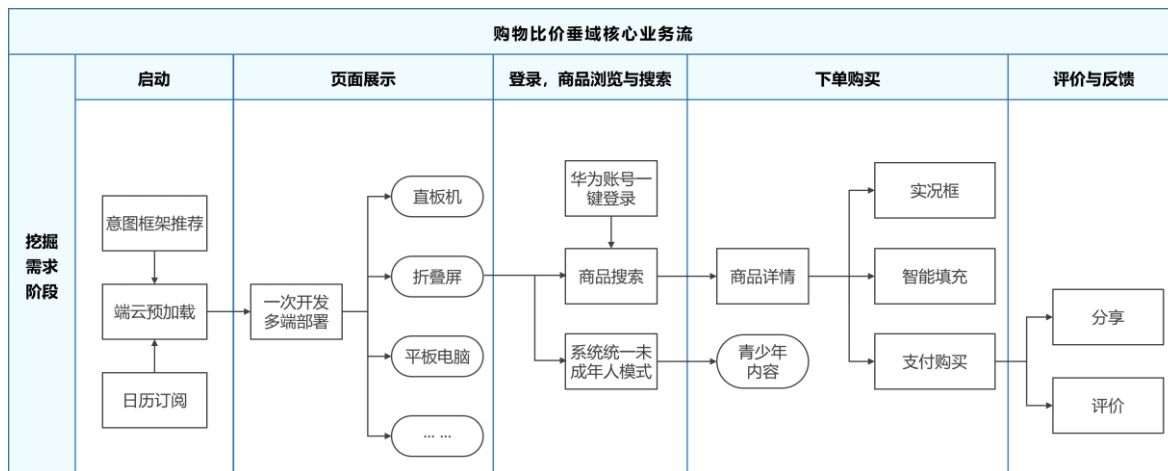 购物比价垂域核心业务流
启动
页面展示
登录，商品浏览与搜索
下单购买
评价与反馈
挖掘
需求
阶段
意图框架推荐
端云预加载
日历订阅
一次开发
多端部署
直板机
折叠屏
平板电脑
... ...
华为账号一
键登录
商品搜索
系统统一未
成年人模式
商品详情
青少年
内容
实况框
智能填充
支付购买
分享
评价